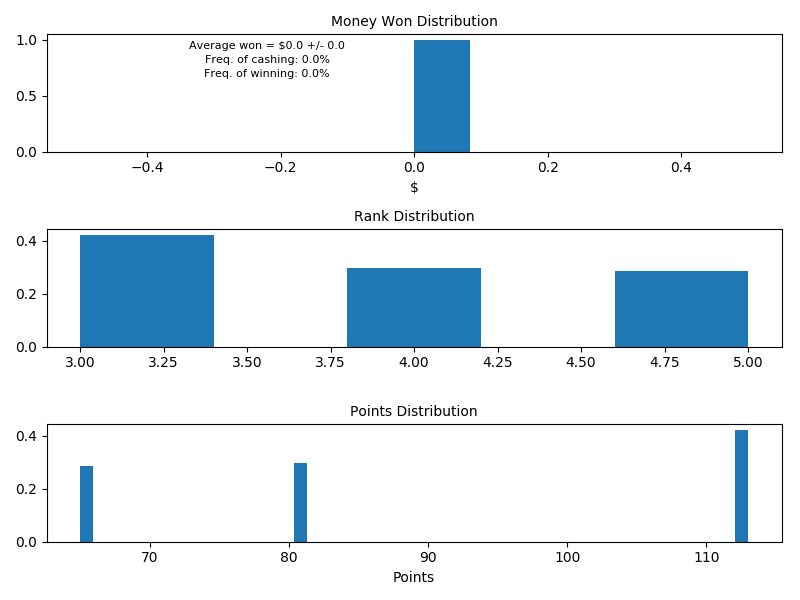 Money Won Distribution
1.0
Average won = $0.0 +/- 0.0
Freq. of cashing: 0.0%
Freq. of winning: 0.0%
0.5
0.0
−0.4 −0.2 0.0 0.2 0.4
$
Rank Distribution
0.4
0.2
0.0
3.00 3.25 3.50 3.75 4.00 4.25 4.50 4.75 5.00
Points Distribution
0.4
0.2
0.0
70 80 90 100 110
Points